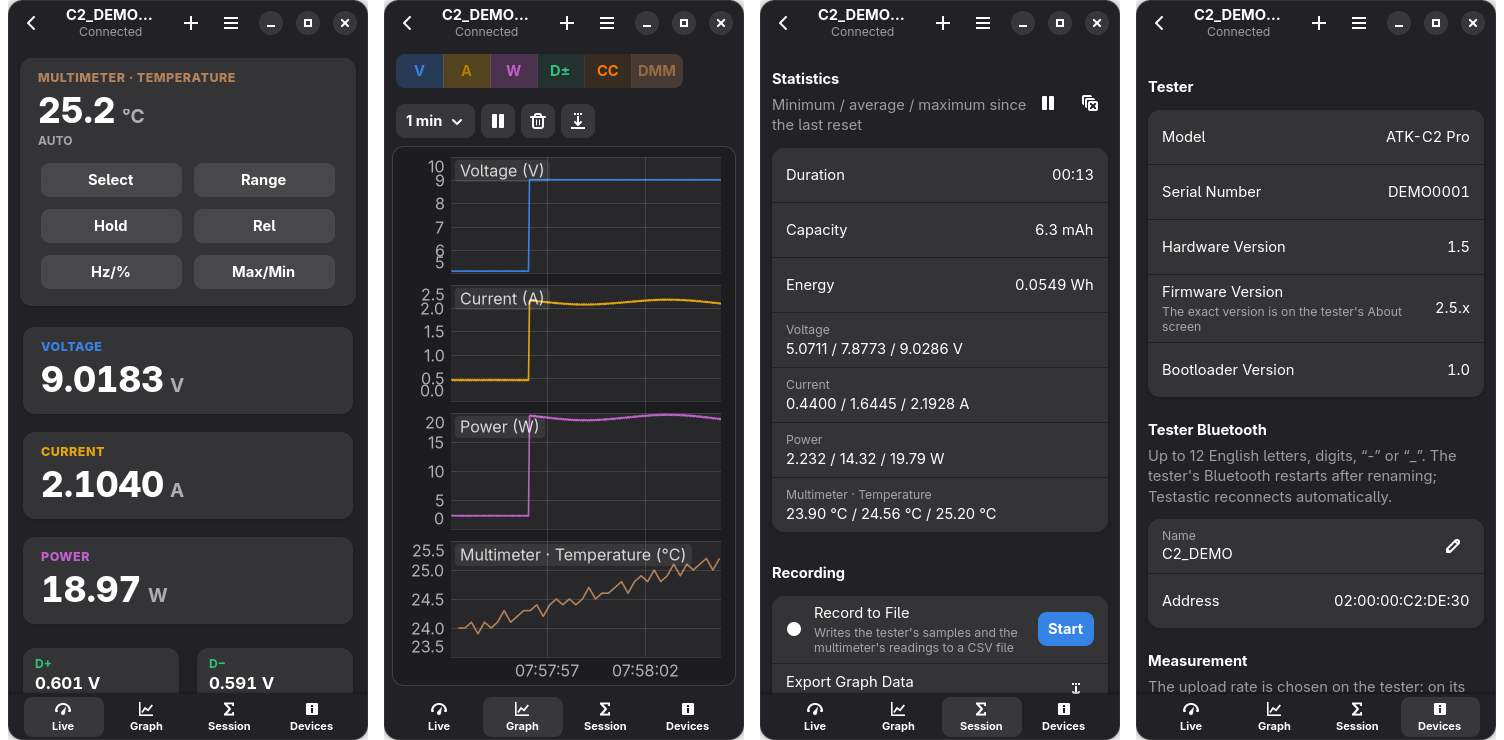 C2_DEMO...
Connected
MULTIMETER · TEMPERATURE
25.2 °C
AUTO
Select
Range
Hold
Rel
Hz/%
Max/Min
VOLTAGE
9.0183 V
CURRENT
2.1040 A
POWER
18.97 W
D+
0.601 V
D−
0.591 V
Live
Graph
Session
Devices
C2_DEMO...
Connected
V
A
W
D±
CC
DMM
1 min
Voltage (V)
10
9
8
7
6
5
Current (A)
2.5
2.0
1.5
1.0
0.5
0.0
Power (W)
20
15
10
5
0
Multimeter · Temperature (°C)
25.5
25.0
24.5
24.0
23.5
07:57:57
07:58:02
Live
Graph
Session
Devices
C2_DEMO...
Connected
Statistics
Minimum / average / maximum since
the last reset
Duration
00:13
Capacity
6.3 mAh
Energy
0.0549 Wh
Voltage
5.0711 / 7.8773 / 9.0286 V
Current
0.4400 / 1.6445 / 2.1928 A
Power
2.232 / 14.32 / 19.79 W
Multimeter · Temperature
23.90 °C / 24.56 °C / 25.20 °C
Recording
Record to File
Writes the tester's samples and the
multimeter's readings to a CSV file
Start
Export Graph Data
Live
Graph
Session
Devices
C2_DEMO...
Connected
Tester
Model
ATK-C2 Pro
Serial Number
DEMO0001
Hardware Version
1.5
Firmware Version
The exact version is on the tester's About
screen
2.5.x
Bootloader Version
1.0
Tester Bluetooth
Up to 12 English letters, digits, “-” or “_”. The
tester's Bluetooth restarts after renaming;
Testastic reconnects automatically.
Name
C2_DEMO
Address
02:00:00:C2:DE:30
Measurement
The upload rate is chosen on the tester: on its
Live
Graph
Session
Devices